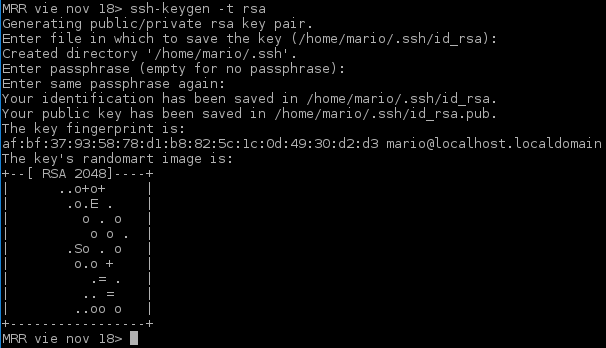 MRR vie nov 18> ssh-keygen -t rsa
Generating public/private rsa key pair.
Enter file in which to save the key (/home/mario/.ssh/id_rsa):
Created directory '/home/mario/.ssh'.
Enter passphrase (empty for no passphrase):
Enter same passphrase again:
Your identification has been saved in /home/mario/.ssh/id_rsa.
Your public key has been saved in /home/mario/.ssh/id_rsa.pub.
The key fingerprint is:
af:bf:37:93:58:78:d1:b8:82:5c:1c:0d:49:30:d2:d3 mario@localhost.localdomain
The key's randomart image is:
+--[ RSA 2048]----+
|      ..o+o+     |
|       .o.E .    |
|         o . o   |
|          o o .  |
|       .So . o   |
|        o.o +    |
|          .= .   |
|         .. =    |
|        ..oo o   |
+-----------------+
MRR vie nov 18>